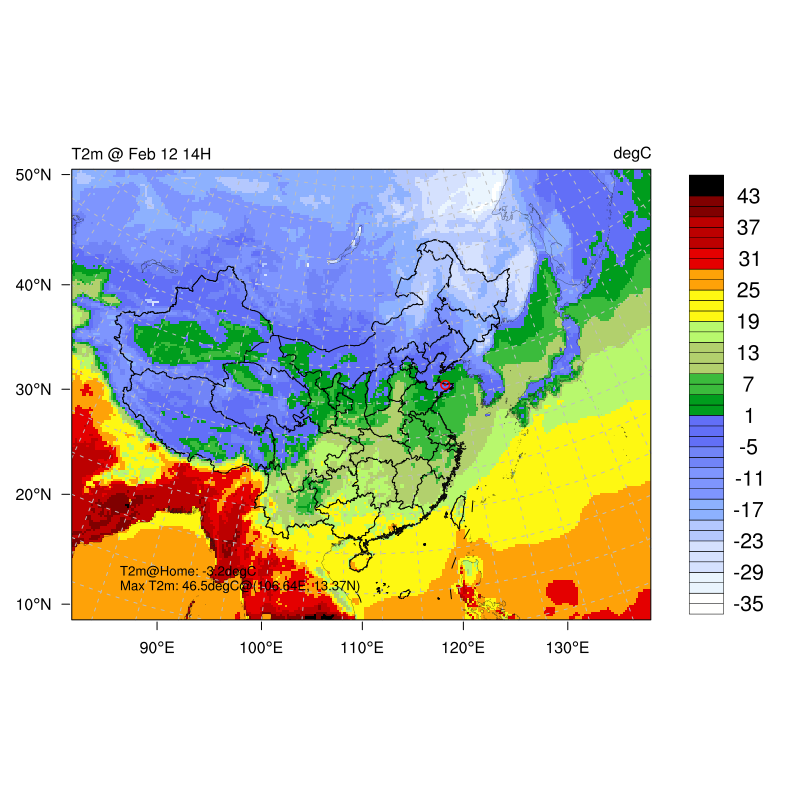 T2m @ Feb 12 14H degC
50°N
40°N
30°N
20°N
10°N
90°E 100°E 110°E 120°E 130°E
43
37
31
25
19
13
7
1
-5
-11
-17
-23
-29
-35
T2m@Home: -3.2degC
Max T2m: 46.5degC@(106.64E, 13.37N)